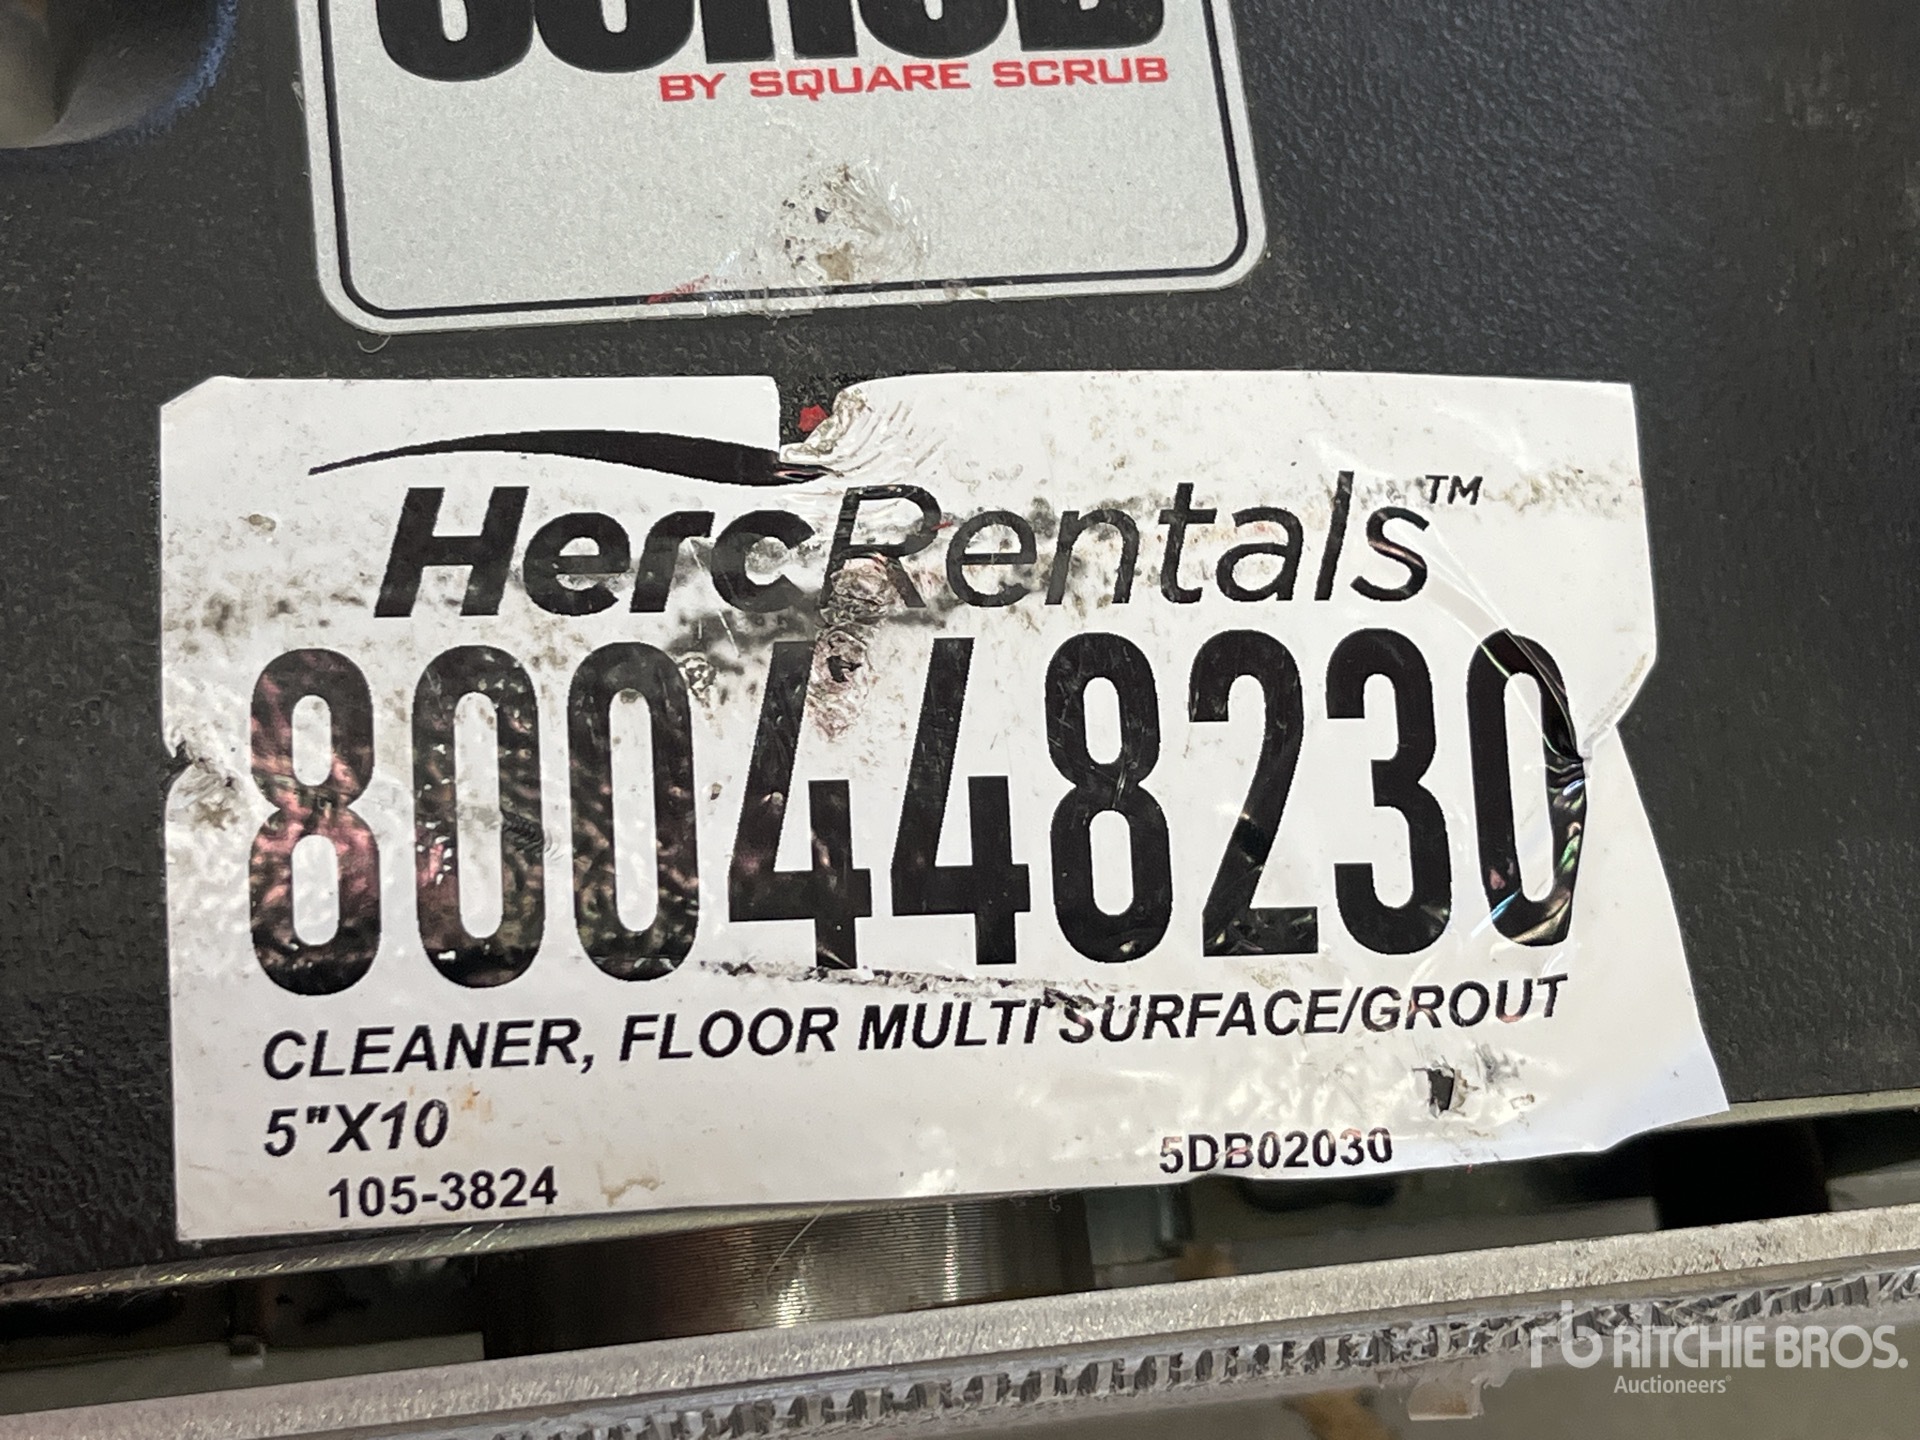 BY SQUARE SCRUB
HercRentals™
800448230
CLEANER, FLOOR MULTI SURFACE/GROUT
5"X10
105-3824
5DB02030
RITCHIE BROS.
Auctioneers